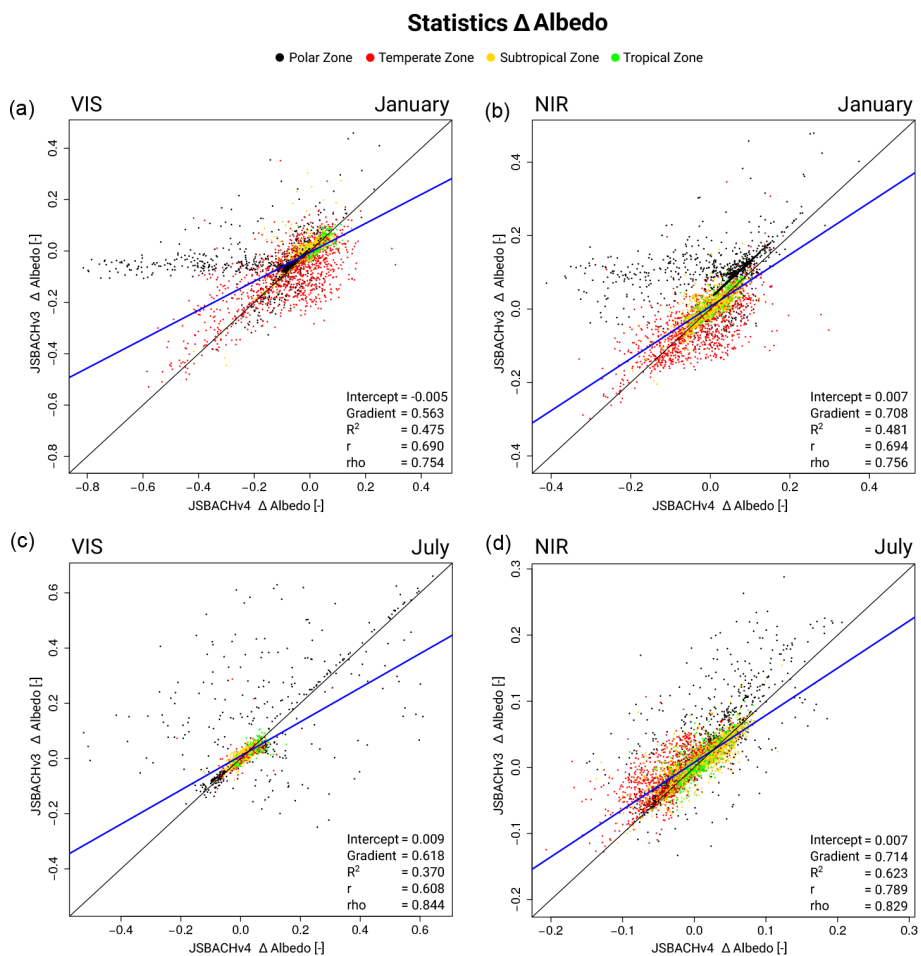 Statistics Δ Albedo
Polar Zone Temperate Zone Subtropical Zone Tropical Zone
(a) VIS January
JSBACHv3 Δ Albedo [-]
0.4
0.2
0.0
−0.2
−0.4
−0.6
−0.8
Intercept = -0.005
Gradient = 0.563
R² = 0.475
r = 0.690
rho = 0.754
−0.8 −0.6 −0.4 −0.2 0.0 0.2 0.4
JSBACHv4 Δ Albedo [-]
(b) NIR January
JSBACHv3 Δ Albedo [-]
0.4
0.2
0.0
−0.2
−0.4
Intercept = 0.007
Gradient = 0.708
R² = 0.481
r = 0.694
rho = 0.756
−0.4 −0.2 0.0 0.2 0.4
JSBACHv4 Δ Albedo [-]
(c) VIS July
JSBACHv3 Δ Albedo [-]
0.6
0.4
0.2
0.0
−0.2
−0.4
Intercept = 0.009
Gradient = 0.618
R² = 0.370
r = 0.608
rho = 0.844
−0.4 −0.2 0.0 0.2 0.4 0.6
JSBACHv4 Δ Albedo [-]
(d) NIR July
JSBACHv3 Δ Albedo [-]
0.3
0.2
0.1
0.0
−0.1
−0.2
Intercept = 0.007
Gradient = 0.714
R² = 0.623
r = 0.789
rho = 0.829
−0.2 −0.1 0.0 0.1 0.2 0.3
JSBACHv4 Δ Albedo [-]